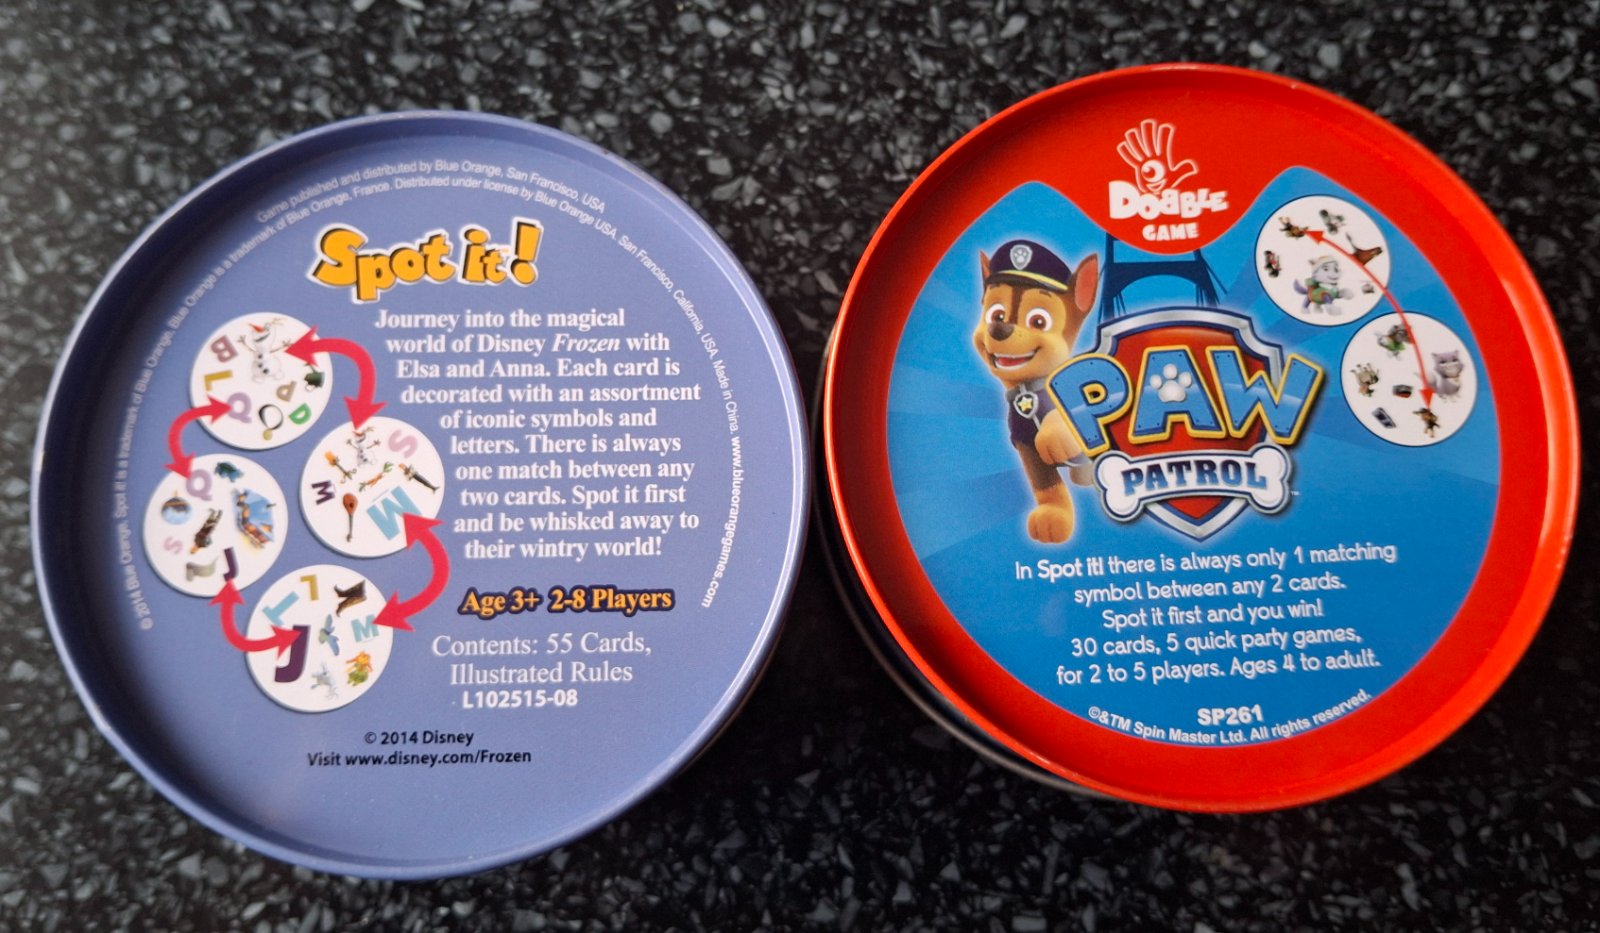 Game published and distributed by Blue Orange, San Francisco, USA
© 2014 Blue Orange. Spot it! is a trademark of Blue Orange, Blue Orange is a trademark of Blue Orange, France. Distributed under license by Blue Orange USA, San Francisco, California, USA Made in China. www.blueorangegames.com
Spot it!
Journey into the magical
world of Disney Frozen with
Elsa and Anna. Each card is
decorated with an assortment
of iconic symbols and
letters. There is always
one match between any
two cards. Spot it first
and be whisked away to
their wintry world!
Age 3+ 2-8 Players
Contents: 55 Cards,
Illustrated Rules
L102515-08
© 2014 Disney
Visit www.disney.com/Frozen
B
L
Q
P
D
S
M
M
Q
S
L
J
L
T
M
J
DOBBLE
GAME
PAW
PATROL
TM
In Spot it! there is always only 1 matching
symbol between any 2 cards.
Spot it first and you win!
30 cards, 5 quick party games,
for 2 to 5 players. Ages 4 to adult.
SP261
©&TM Spin Master Ltd. All rights reserved.